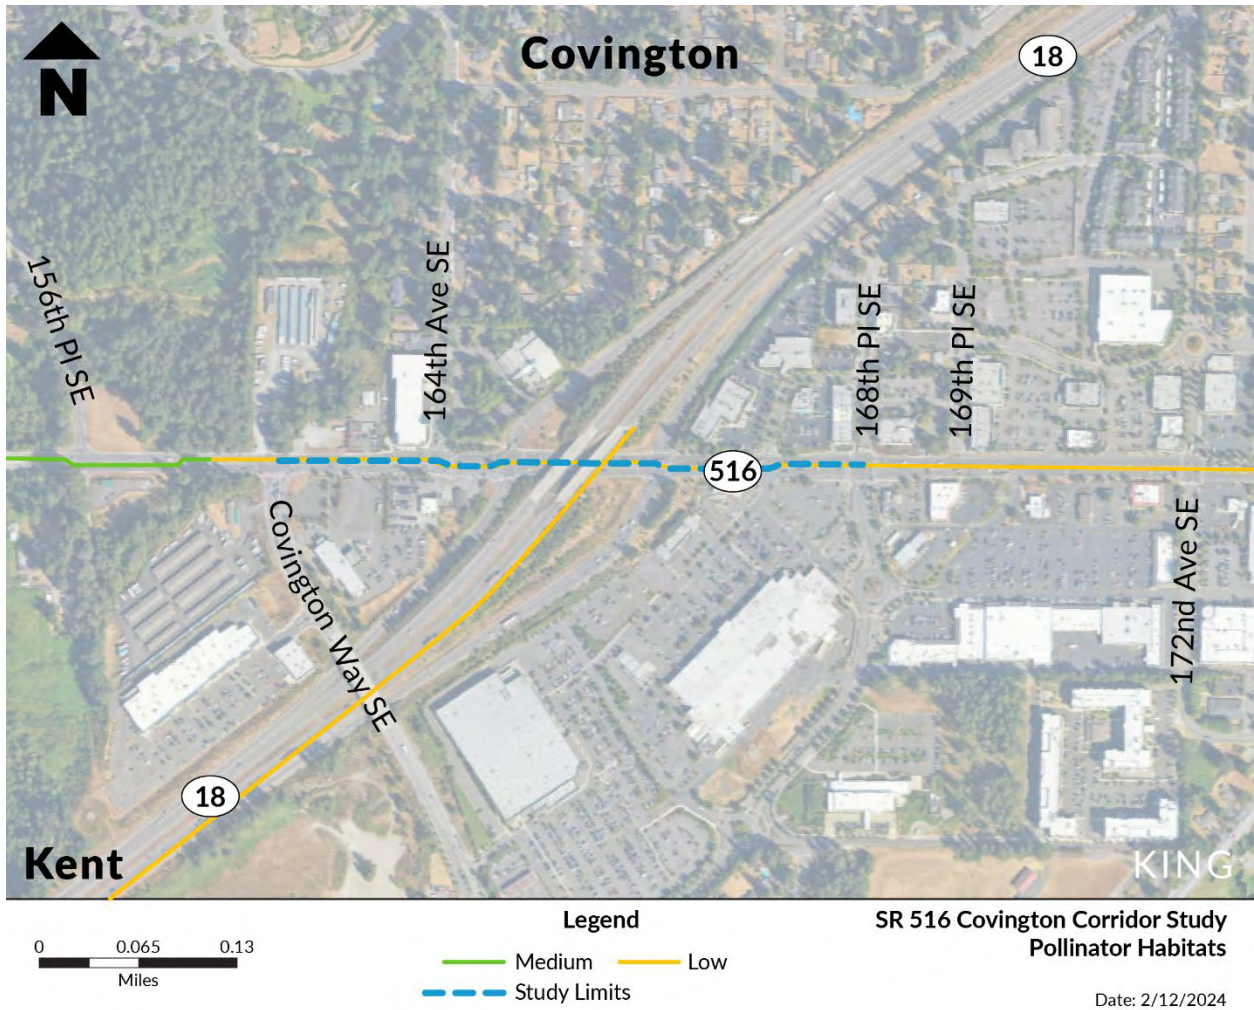 N
Covington
18
156th Pl SE
164th Ave SE
168th Pl SE
169th Pl SE
516
Covington Way SE
172nd Ave SE
18
Kent
KING
0 0.065 0.13
Miles
Legend
Medium Low
Study Limits
SR 516 Covington Corridor Study
Pollinator Habitats
Date: 2/12/2024